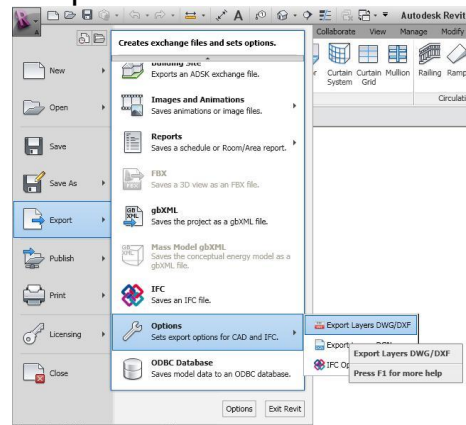 Autodesk Revit
Collaborate View Manage Modify
Creates exchange files and sets options.
Curtain System Curtain Grid Mullion Railing Ramp
Circulati
New
Open
Save
Save As
Export
Publish
Print
Licensing
Close
Building Site
Exports an ADSK exchange file.
Images and Animations
Saves animations or image files.
Reports
Saves a schedule or Room/Area report.
FBX
Saves a 3D view as an FBX file.
gbXML
Saves the project as a gbXML file.
Mass Model gbXML
Saves the conceptual energy model as a
gbXML file.
IFC
Saves an IFC file.
Options
Sets export options for CAD and IFC.
ODBC Database
Saves model data to an ODBC database.
Export Layers DWG/DXF
Export
IFC Op
Export Layers DWG/DXF
Press F1 for more help
Options Exit Revit